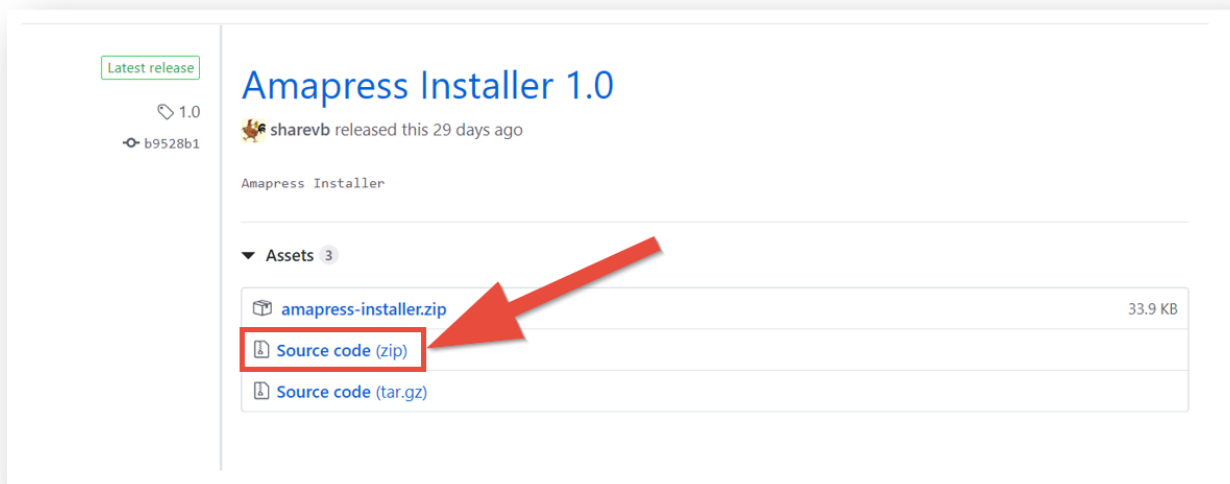 Latest release
1.0
b9528b1
Amapress Installer 1.0
sharevb released this 29 days ago
Amapress Installer
Assets 3
amapress-installer.zip 33.9 KB
Source code (zip)
Source code (tar.gz)